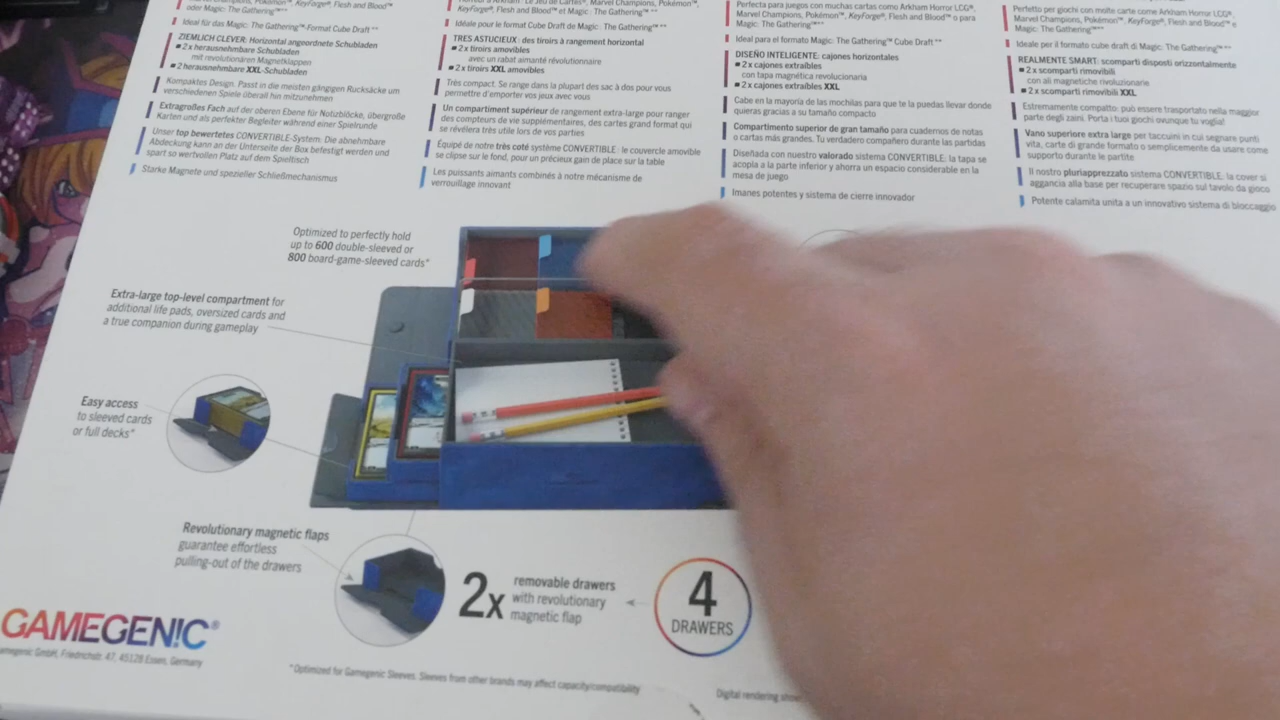 oder Magic: The Gathering™**
Ideal für das Magic: The Gathering™-Format Cube Draft **
ZIEMLICH CLEVER: Horizontal angeordnete Schubladen
■ 2 x herausnehmbare Schubladen
mit revolutionären Magnetklappen
■ 2 herausnehmbare XXL-Schubladen
Kompaktes Design. Passt in die meisten gängigen Rucksäcke um
verschiedenen Spiele überall hin mitzunehmen
Extragroßes Fach auf der oberen Ebene für Notizblöcke, übergroße
Karten und als perfekter Begleiter während einer Spielrunde
Unser top bewertetes CONVERTIBLE-System: Die abnehmbare
Abdeckung kann an der Unterseite der Box befestigt werden und
spart so wertvollen Platz auf dem Spieltisch
Starke Magnete und spezieller Schließmechanismus
KeyForge®, Flesh and Blood™ et Magic: The Gathering™ **
Idéale pour le format Cube Draft de Magic: The Gathering™**
TRES ASTUCIEUX : des tiroirs à rangement horizontal
■ 2 x tiroirs amovibles
avec un rabat aimanté révolutionnaire
■ 2 x tiroirs XXL amovibles
Très compact. Se range dans la plupart des sac à dos pour vous
permettre d'emporter vos jeux avec vous
Un compartiment supérieur de rangement extra-large pour ranger
des compteurs de vie supplémentaires, des cartes grand format qui
se révèlera très utile lors de vos parties
Équipé de notre très coté système CONVERTIBLE : le couvercle amovible
se clipse sur le fond, pour un précieux gain de place sur la table
Les puissants aimants combinés à notre mécanisme de
verrouillage innovant
Perfecta para juegos con muchas cartas como Arkham Horror LCG®,
Marvel Champions, Pokémon™, KeyForge®, Flesh and Blood™ o para
Magic: The Gathering™**
Ideal para el formato Magic: The Gathering™ Cube Draft **
DISEÑO INTELIGENTE: cajones horizontales
■ 2 x cajones extraíbles
con tapa magnética revolucionaria
■ 2 x cajones extraíbles XXL
Cabe en la mayoría de las mochilas para que te la puedas llevar donde
quieras gracias a su tamaño compacto
Compartimento superior de gran tamaño para cuadernos de notas
o cartas más grandes. Tu verdadero compañero durante las partidas
Diseñada con nuestro valorado sistema CONVERTIBLE: la tapa se
acopla a la parte inferior y ahorra un espacio considerable en la
mesa de juego
Imanes potentes y sistema de cierre innovador
Perfetto per giochi con molte carte come Arkham Horror LCG®,
Marvel Champions, Pokémon™, KeyForge®, Flesh and Blood™ e
Magic: The Gathering™**
Ideale per il formato cube draft di Magic: The Gathering™**
REALMENTE SMART: scomparti disposti orizzontalmente
■ 2 x scomparti rimovibili
con ali magnetiche rivoluzionarie
■ 2 x scomparti rimovibili XXL
Estremamente compatto: può essere trasportato nella maggior
parte degli zaini. Porta i tuoi giochi ovunque tu voglia!
Vano superiore extra large per taccuini in cui segnare punti
vita, carte di grande formato o semplicemente da usare come
supporto durante le partite
Il nostro pluriapprezzato sistema CONVERTIBLE: la cover si
aggancia alla base per recuperare spazio sul tavolo da gioco
Potente calamita unita a un innovativo sistema di bloccaggio
Optimized to perfectly hold
up to 600 double-sleeved or
800 board-game-sleeved cards*
Extra-large top-level compartment for
additional life pads, oversized cards and
a true companion during gameplay
Easy access
to sleeved cards
or full decks*
Revolutionary magnetic flaps
guarantee effortless
pulling-out of the drawers
2x removable drawers
with revolutionary
magnetic flap
4
DRAWERS
GAMEGEN!C®
GmbH, Friedrichstr. 47, 45128 Essen, Germany
*Optimized for Gamegenic Sleeves. Sleeves from other brands may affect capacity/compatibility
Digital rendering